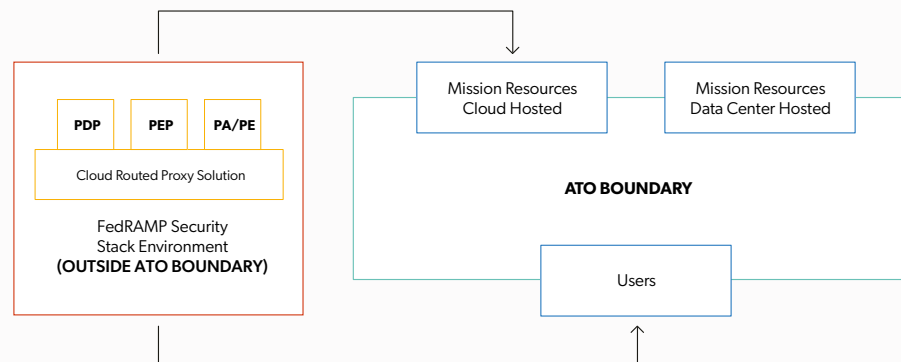 PDP
PEP
PA/PE
Cloud Routed Proxy Solution
FedRAMP Security
Stack Environment
(OUTSIDE ATO BOUNDARY)
Mission Resources
Cloud Hosted
Mission Resources
Data Center Hosted
ATO BOUNDARY
Users